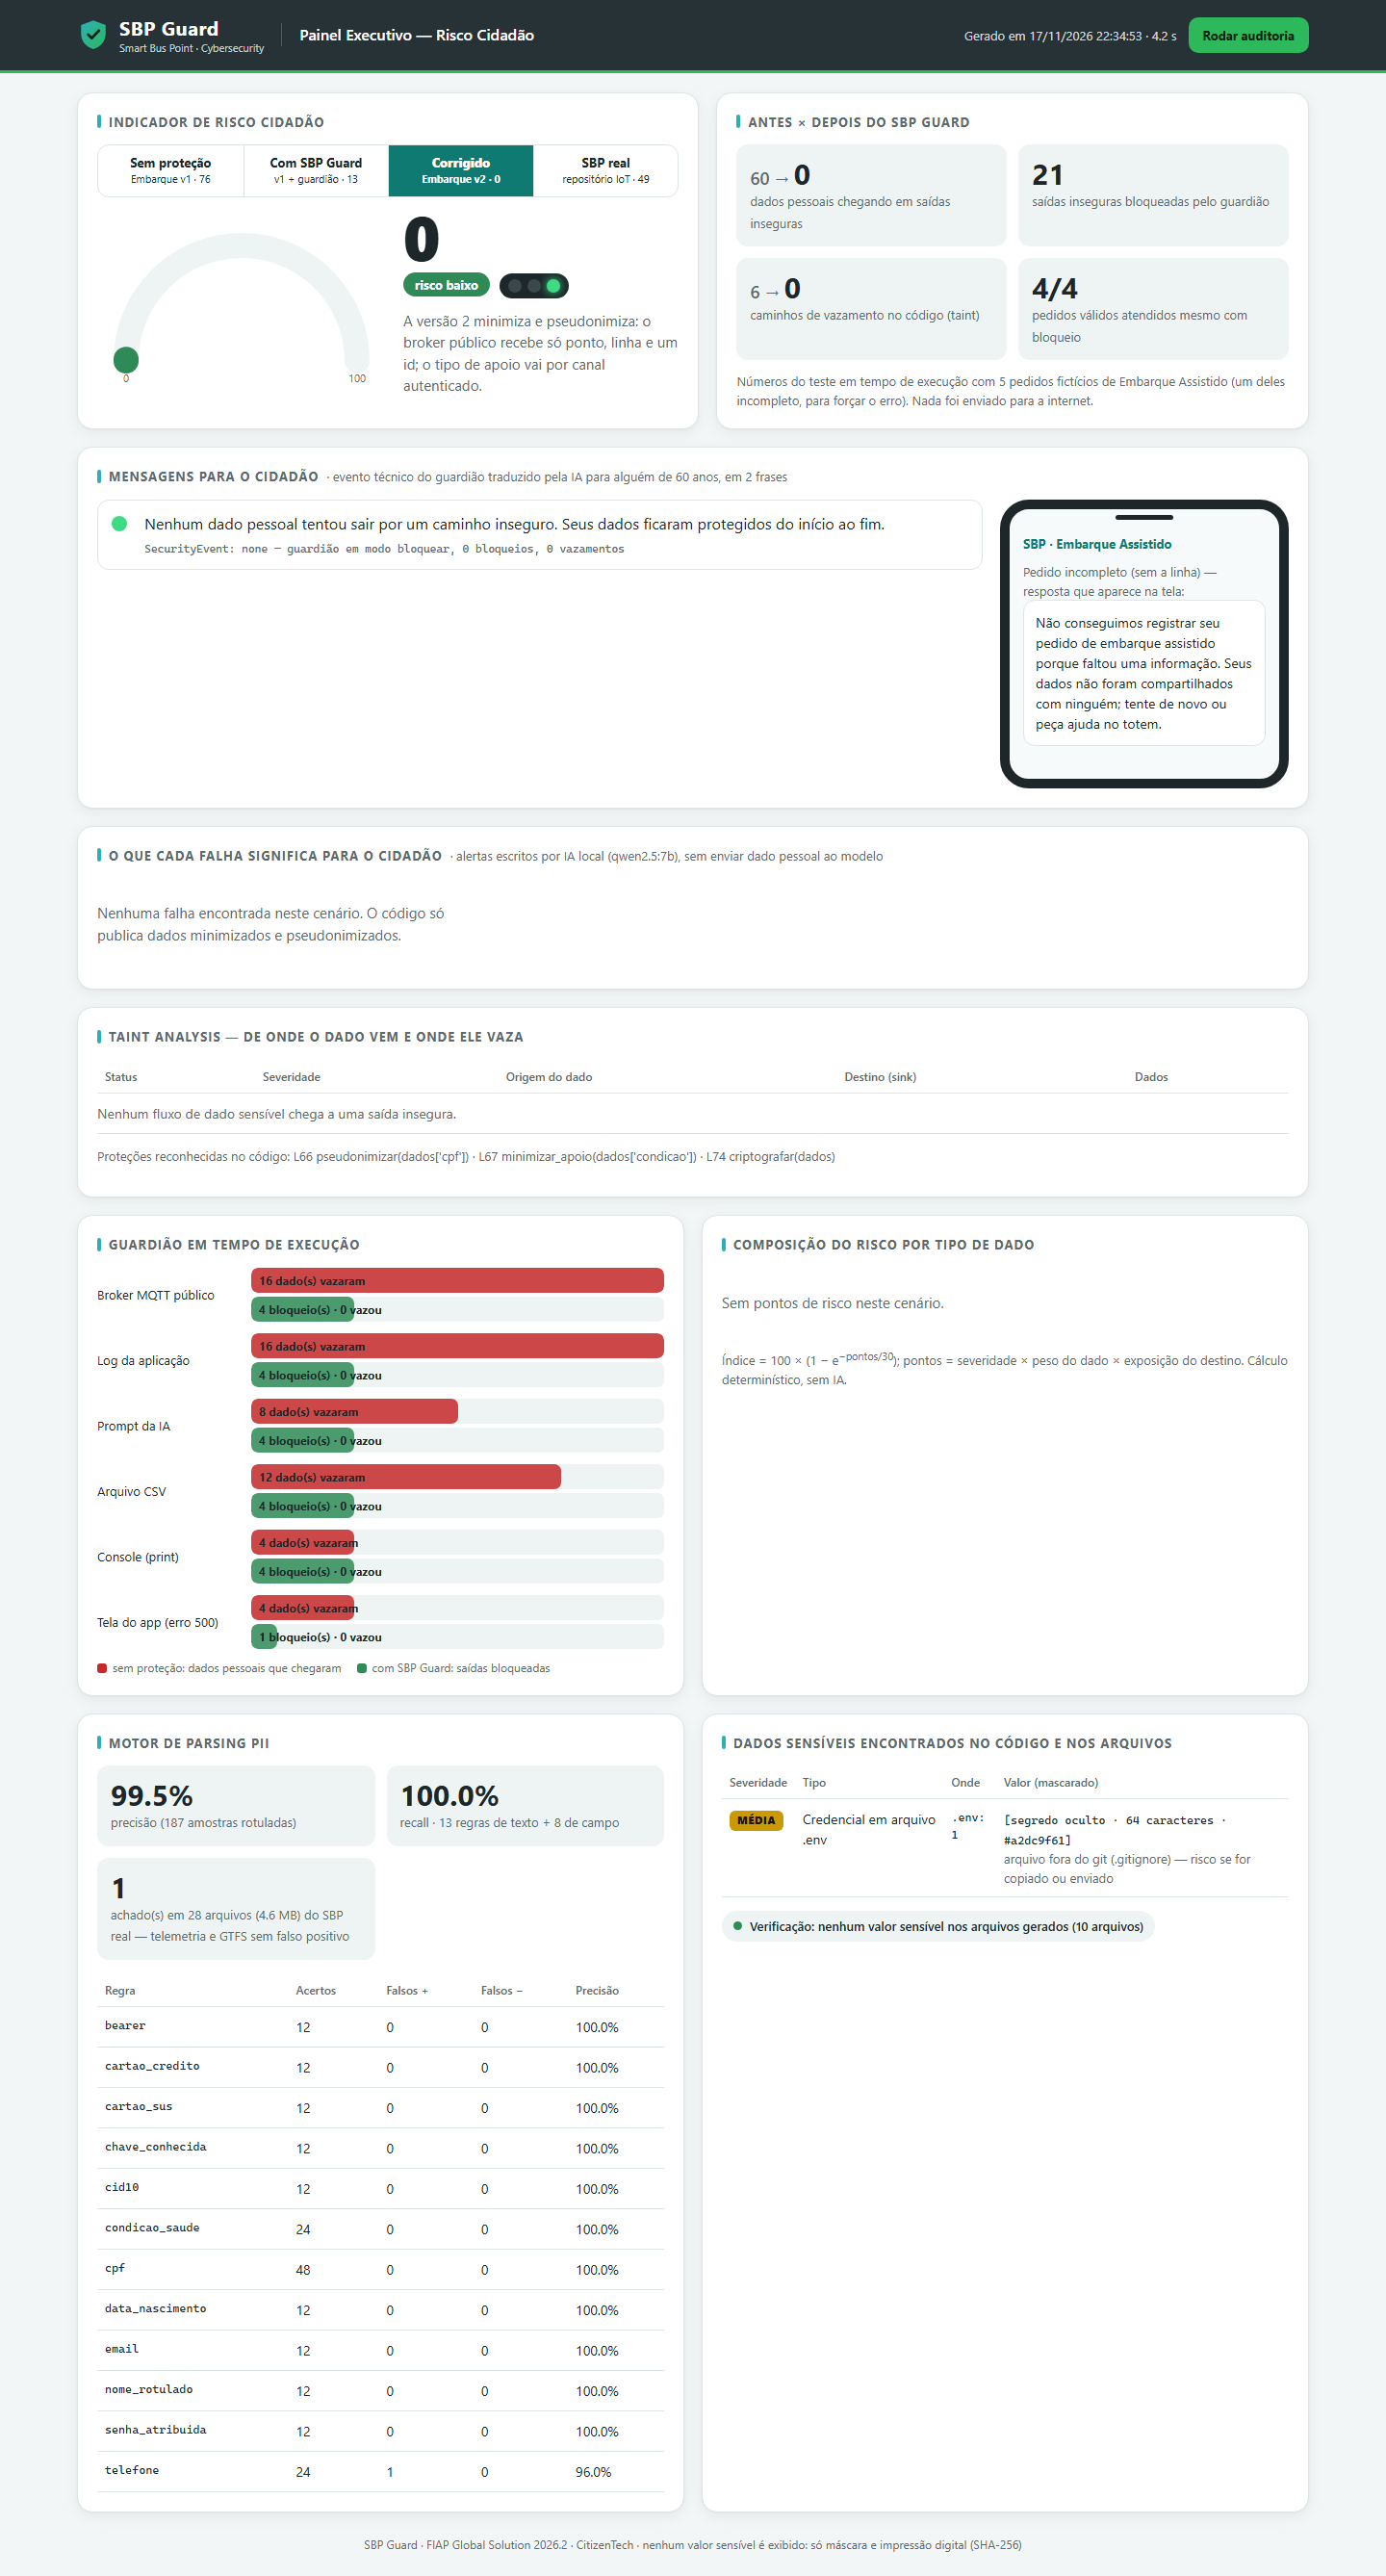 SBP Guard
Smart Bus Point · Cybersecurity
Painel Executivo — Risco Cidadão
Gerado em 17/11/2026 22:34:53 · 4.2 s
Rodar auditoria
INDICADOR DE RISCO CIDADÃO
Sem proteção
Embarque v1 · 76
Com SBP Guard
v1 + guardião · 13
Corrigido
Embarque v2 · 0
SBP real
repositório IoT · 49
0
100
0
risco baixo
A versão 2 minimiza e pseudonimiza: o
broker público recebe só ponto, linha e um
id; o tipo de apoio vai por canal
autenticado.
ANTES × DEPOIS DO SBP GUARD
60 → 0
dados pessoais chegando em saídas
inseguras
21
saídas inseguras bloqueadas pelo guardião
6 → 0
caminhos de vazamento no código (taint)
4/4
pedidos válidos atendidos mesmo com
bloqueio
Números do teste em tempo de execução com 5 pedidos fictícios de Embarque Assistido (um deles
incompleto, para forçar o erro). Nada foi enviado para a internet.
MENSAGENS PARA O CIDADÃO · evento técnico do guardião traduzido pela IA para alguém de 60 anos, em 2 frases
Nenhum dado pessoal tentou sair por um caminho inseguro. Seus dados ficaram protegidos do início ao fim.
SecurityEvent: none — guardião em modo bloquear, 0 bloqueios, 0 vazamentos
SBP · Embarque Assistido
Pedido incompleto (sem a linha) —
resposta que aparece na tela:
Não conseguimos registrar seu
pedido de embarque assistido
porque faltou uma informação. Seus
dados não foram compartilhados
com ninguém; tente de novo ou
peça ajuda no totem.
O QUE CADA FALHA SIGNIFICA PARA O CIDADÃO · alertas escritos por IA local (qwen2.5:7b), sem enviar dado pessoal ao modelo
Nenhuma falha encontrada neste cenário. O código só
publica dados minimizados e pseudonimizados.
TAINT ANALYSIS — DE ONDE O DADO VEM E ONDE ELE VAZA
Status Severidade Origem do dado Destino (sink) Dados
Nenhum fluxo de dado sensível chega a uma saída insegura.
Proteções reconhecidas no código: L66 pseudonimizar(dados['cpf']) · L67 minimizar_apoio(dados['condicao']) · L74 criptografar(dados)
GUARDIÃO EM TEMPO DE EXECUÇÃO
Broker MQTT público
16 dado(s) vazaram
4 bloqueio(s) · 0 vazou
Log da aplicação
16 dado(s) vazaram
4 bloqueio(s) · 0 vazou
Prompt da IA
8 dado(s) vazaram
4 bloqueio(s) · 0 vazou
Arquivo CSV
12 dado(s) vazaram
4 bloqueio(s) · 0 vazou
Console (print)
4 dado(s) vazaram
4 bloqueio(s) · 0 vazou
Tela do app (erro 500)
4 dado(s) vazaram
1 bloqueio(s) · 0 vazou
sem proteção: dados pessoais que chegaram com SBP Guard: saídas bloqueadas
COMPOSIÇÃO DO RISCO POR TIPO DE DADO
Sem pontos de risco neste cenário.
Índice = 100 × (1 − e−pontos/30); pontos = severidade × peso do dado × exposição do destino. Cálculo
determinístico, sem IA.
MOTOR DE PARSING PII
99.5%
precisão (187 amostras rotuladas)
100.0%
recall · 13 regras de texto + 8 de campo
1
achado(s) em 28 arquivos (4.6 MB) do SBP
real — telemetria e GTFS sem falso positivo
Regra Acertos Falsos + Falsos − Precisão
bearer 12 0 0 100.0%
cartao_credito 12 0 0 100.0%
cartao_sus 12 0 0 100.0%
chave_conhecida 12 0 0 100.0%
cid10 12 0 0 100.0%
condicao_saude 24 0 0 100.0%
cpf 48 0 0 100.0%
data_nascimento 12 0 0 100.0%
email 12 0 0 100.0%
nome_rotulado 12 0 0 100.0%
senha_atribuida 12 0 0 100.0%
telefone 24 1 0 96.0%
DADOS SENSÍVEIS ENCONTRADOS NO CÓDIGO E NOS ARQUIVOS
Severidade Tipo Onde Valor (mascarado)
MÉDIA
Credencial em arquivo
.env
.env:
1
[segredo oculto · 64 caracteres ·
#a2dc9f61]
arquivo fora do git (.gitignore) — risco se for
copiado ou enviado
Verificação: nenhum valor sensível nos arquivos gerados (10 arquivos)
SBP Guard · FIAP Global Solution 2026.2 · CitizenTech · nenhum valor sensível é exibido: só máscara e impressão digital (SHA-256)